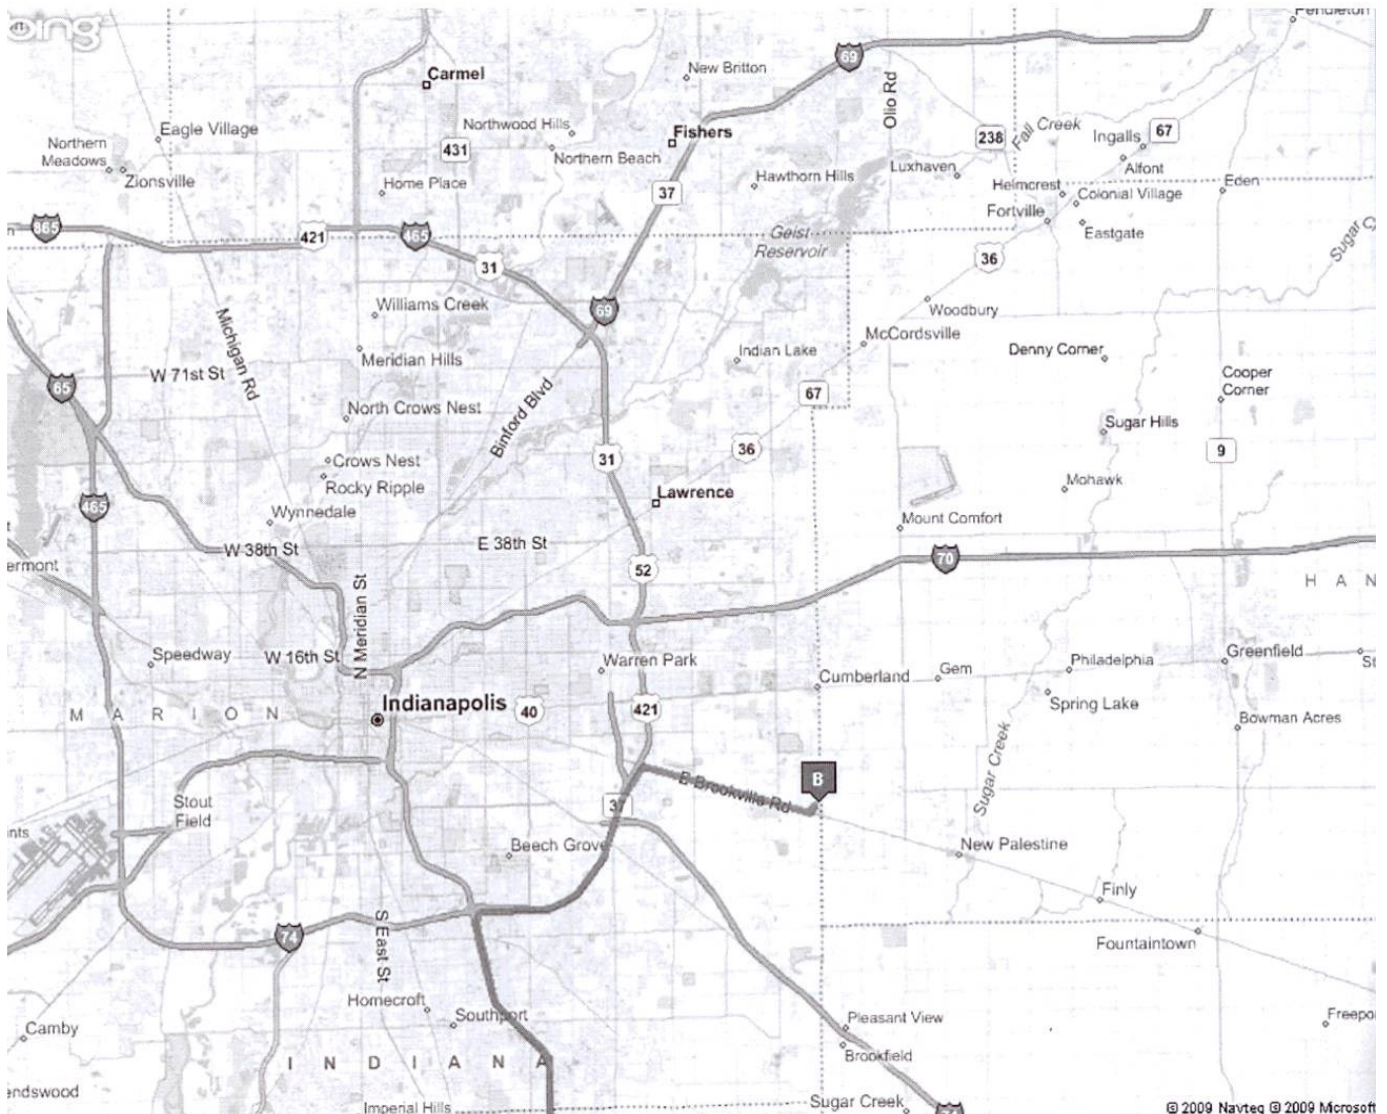 bing
Pendleton
69
Carmel
New Britton
Olio Rd
Eagle Village
Northwood Hills
Fishers
Northern
Meadows
431
Northern Beach
238
Fall Creek
Ingalls
67
Alfont
Zionsville
Home Place
37
Hawthorn Hills
Luxhaven
Helmcrest
Colonial Village
Eden
Fortville
Eastgate
865
421
465
Geist
Reservoir
Sugar C
31
36
Williams Creek
69
Woodbury
Michigan Rd
McCordsville
Meridian Hills
Indian Lake
Denny Corner
W 71st St
65
Cooper
Corner
67
North Crows Nest
Binford Blvd
Sugar Hills
36
31
9
Crows Nest
Rocky Ripple
Mohawk
465
Lawrence
Wynnedale
Mount Comfort
W 38th St
E 38th St
ermont
52
70
H A N
N Meridian St
Speedway
W 16th St
Warren Park
Philadelphia
Greenfield
St
Cumberland
Gem
Indianapolis
Spring Lake
M A R I O N
40
421
Bowman Acres
Sugar Creek
B
E Brookville Rd
Stout
Field
37
nts
Beech Grove
New Palestine
Finly
74
S East St
Fountaintown
Homecroft
Southport
Pleasant View
Freepo
Camby
Brookfield
I N D I A N A
endswood
Imperial Hills
Sugar Creek
© 2009 Navteq © 2009 Microsoft